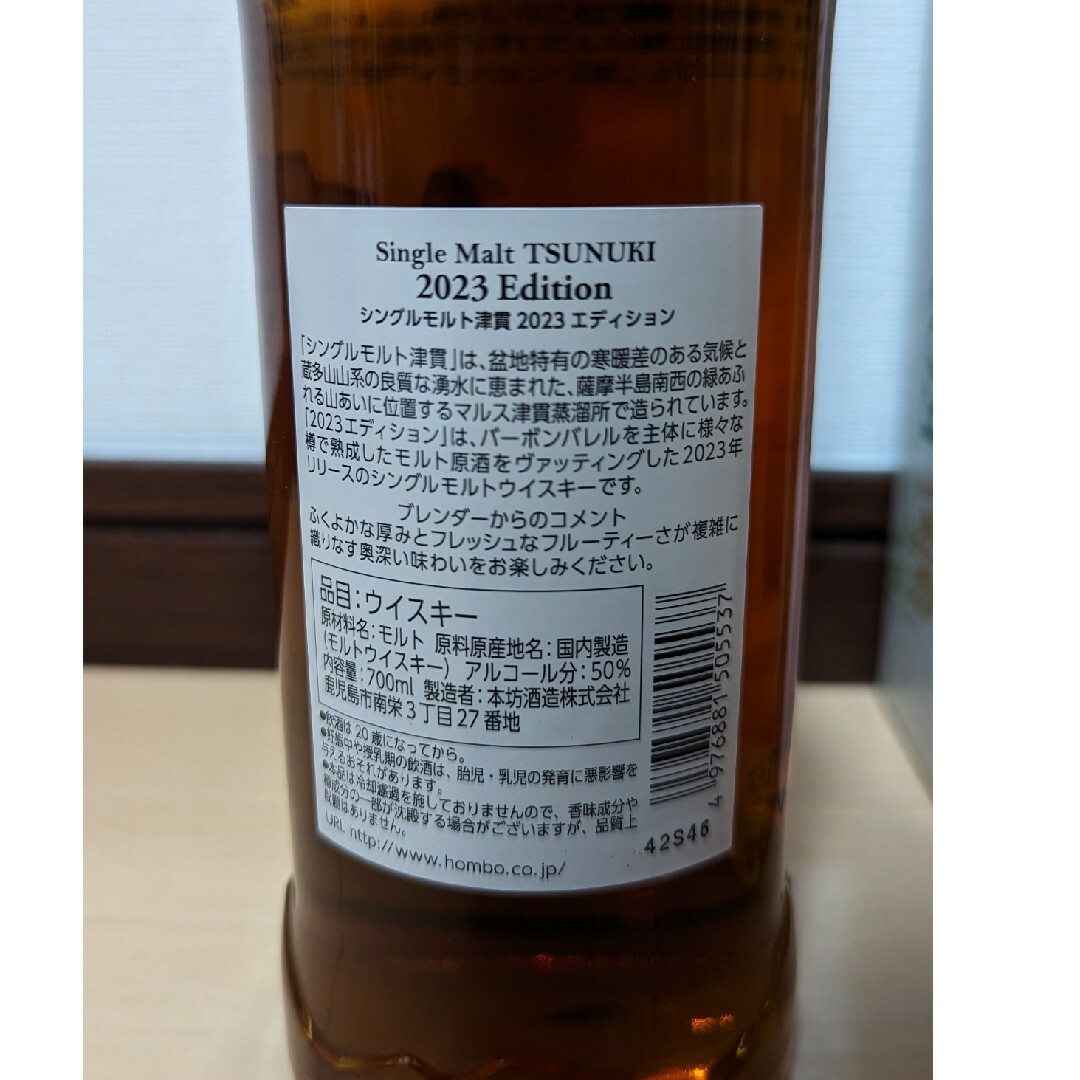 Single Malt TSUNUKI
2023 Edition
シングルモルト津貫 2023 エディション
「シングルモルト津貫」は、盆地特有の寒暖差のある気候と
蔵多山山系の良質な湧水に恵まれた、薩摩半島南西の緑あふ
れる山あいに位置するマルス津貫蒸溜所で造られています。
「2023エディション」は、バーボンバレルを主体に様々な
樽で熟成したモルト原酒をヴァッティングした2023年
リリースのシングルモルトウイスキーです。
ブレンダーからのコメント
ふくよかな厚みとフレッシュなフルーティーさが複雑に
織りなす奥深い味わいをお楽しみください。
品目：ウイスキー
原材料名：モルト 原料原産地名：国内製造
(モルトウイスキー) アルコール分：50%
内容量：700ml 製造者：本坊酒造株式会社
鹿児島市南栄3丁目27番地
●飲酒は20歳になってから。
●妊娠中や授乳期の飲酒は、胎児・乳児の発育に悪影響を
与えるおそれがあります。
●本品は冷却濾過を施しておりませんので、香味成分や
樽成分の一部が沈殿する場合がございますが、品質上
問題はありません。
URL http://www.hombo.co.jp/
4 976881 505537
42S46